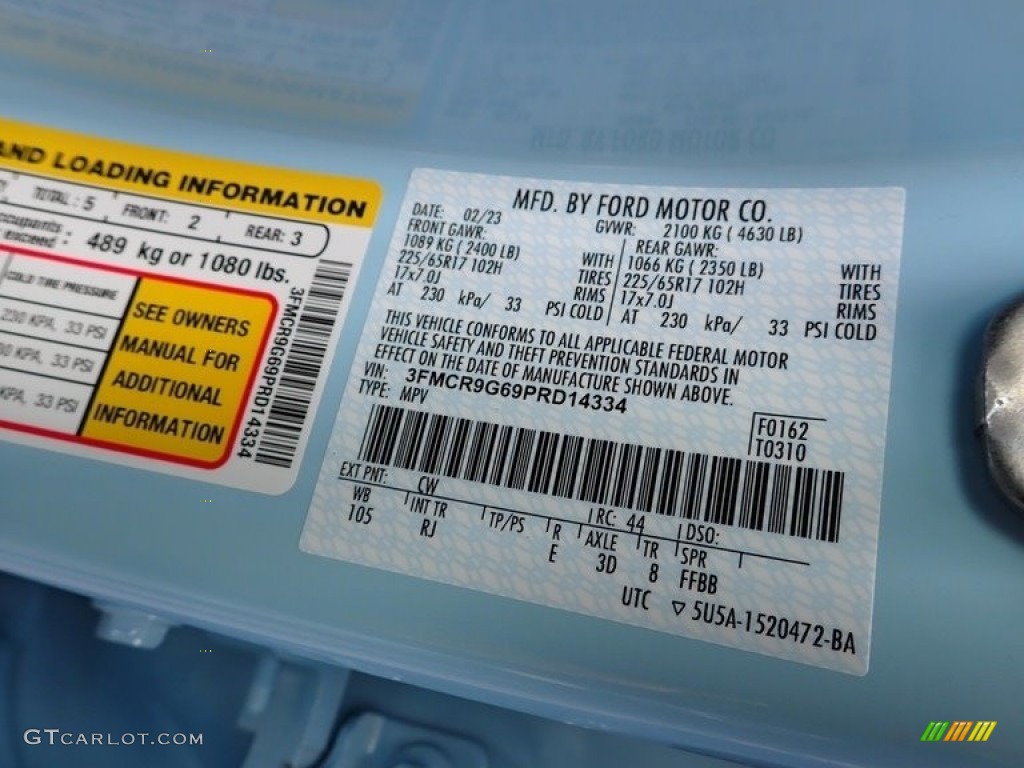 AND LOADING INFORMATION
TOTAL: 5 FRONT: 2 REAR: 3
exceed: 489 kg or 1080 lbs.
COLD TIRE PRESSURE
230 KPA, 33 PSI
KPA, 33 PSI
KPA, 33 PSI
SEE OWNERS
MANUAL FOR
ADDITIONAL
INFORMATION
3FMCR9G69PRD14334
MFD. BY FORD MOTOR CO.
DATE: 02/23 GVWR: 2100 KG ( 4630 LB)
FRONT GAWR: REAR GAWR:
1089 KG ( 2400 LB) WITH 1066 KG ( 2350 LB) WITH
225/65R17 102H TIRES 225/65R17 102H TIRES
17x7.0J RIMS 17x7.0J RIMS
AT 230 kPa/ 33 PSI COLD AT 230 kPa/ 33 PSI COLD
THIS VEHICLE CONFORMS TO ALL APPLICABLE FEDERAL MOTOR
VEHICLE SAFETY AND THEFT PREVENTION STANDARDS IN
EFFECT ON THE DATE OF MANUFACTURE SHOWN ABOVE.
VIN: 3FMCR9G69PRD14334
TYPE: MPV
F0162
T0310
EXT PNT: CW RC: 44 DSO:
WB INT TR TP/PS R AXLE TR SPR
105 RJ E 3D 8 FFBB
UTC ▽ 5U5A-1520472-BA
GTCARLOT.COM